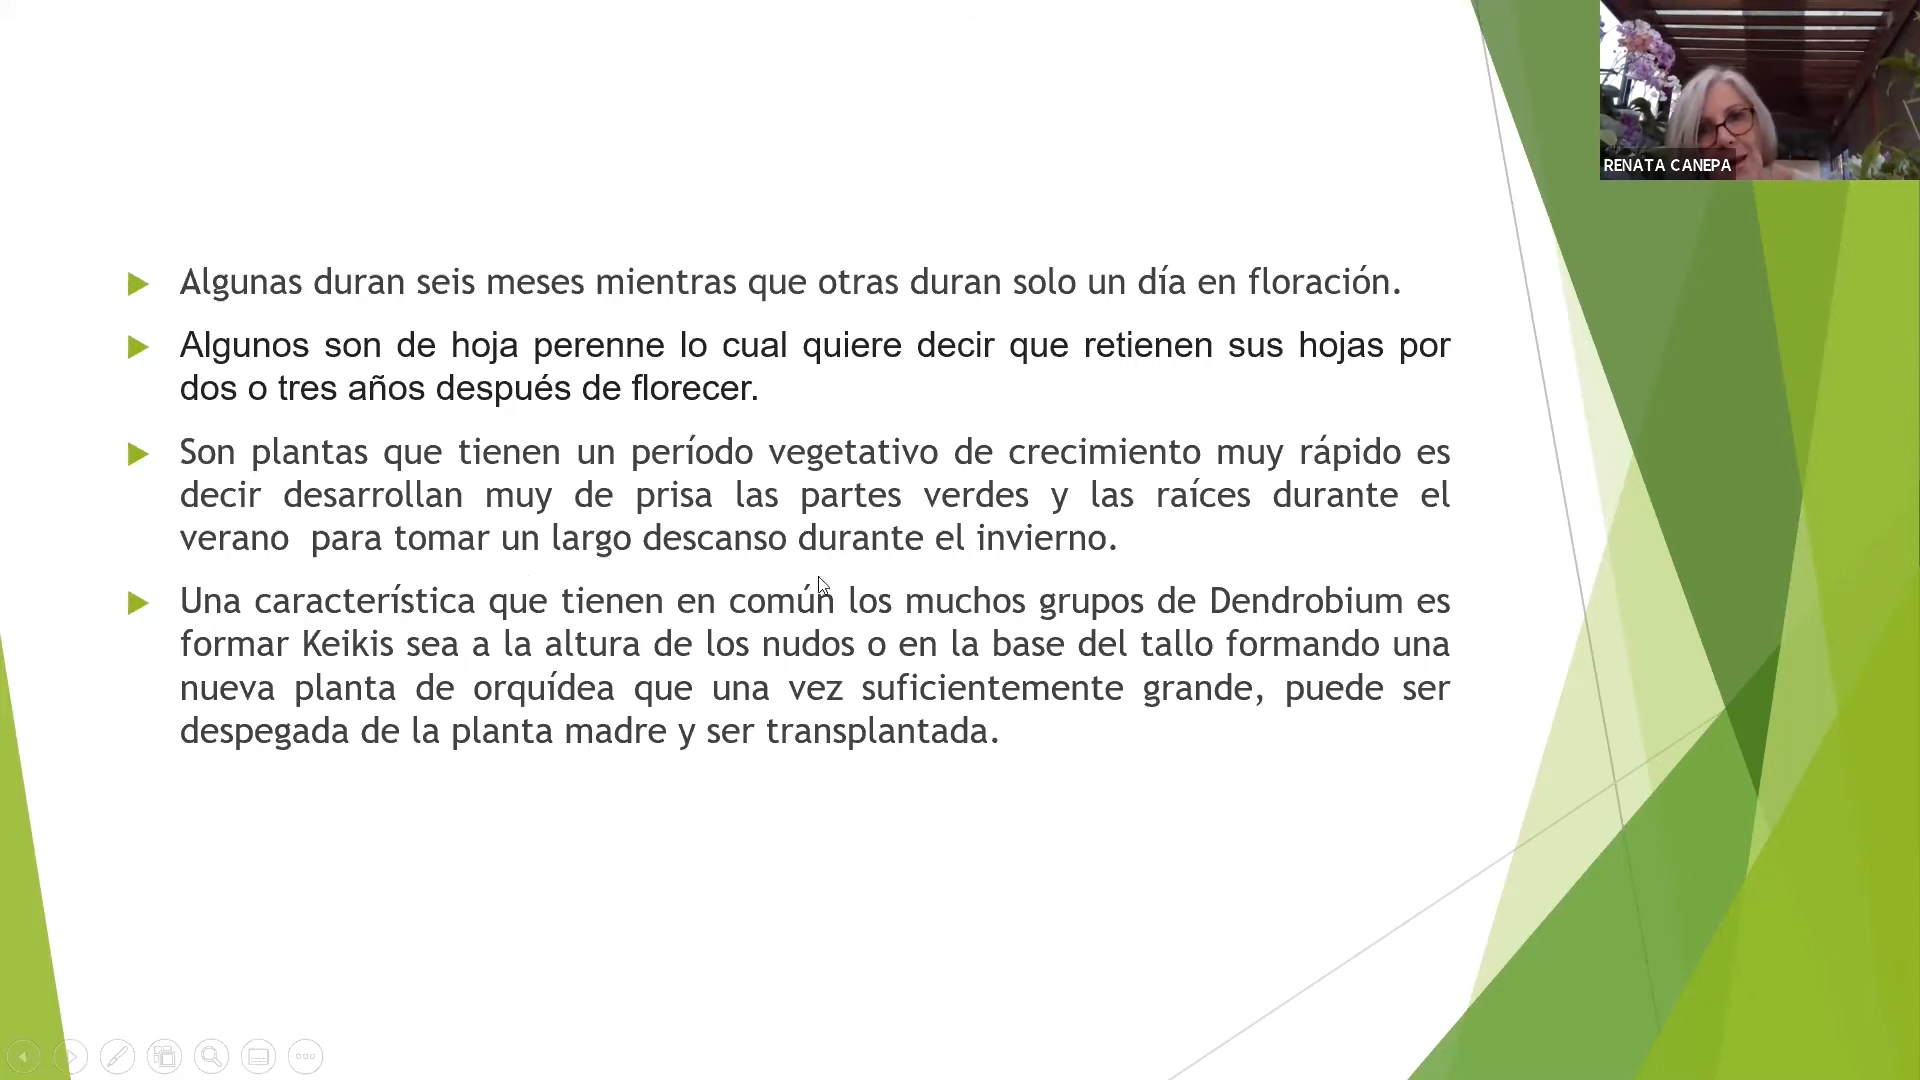 RENATA CANEPA
Algunas duran seis meses mientras que otras duran solo un día en floración.
Algunos son de hoja perenne lo cual quiere decir que retienen sus hojas por
dos o tres años después de florecer.
Son plantas que tienen un período vegetativo de crecimiento muy rápido es
decir desarrollan muy de prisa las partes verdes y las raíces durante el
verano  para tomar un largo descanso durante el invierno.
Una característica que tienen en común los muchos grupos de Dendrobium es
formar Keikis sea a la altura de los nudos o en la base del tallo formando una
nueva planta de orquídea que una vez suficientemente grande, puede ser
despegada de la planta madre y ser transplantada.